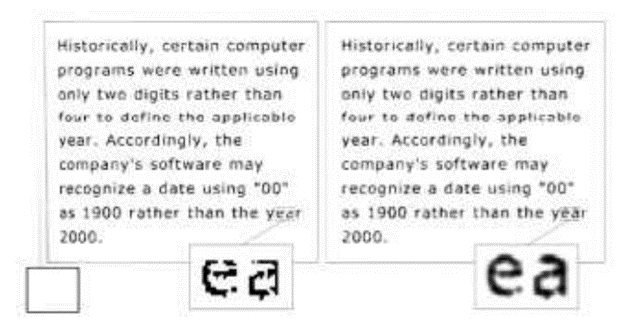 Historically, certain computer
programs were written using
only two digits rather than
four to define the applicable
year. Accordingly, the
company's software may
recognize a date using "00"
as 1900 rather than the year
2000.
ea
Historically, certain computer
programs were written using
only two digits rather than
four to define the applicable
year. Accordingly, the
company's software may
recognize a date using "00"
as 1900 rather than the year
2000.
ea